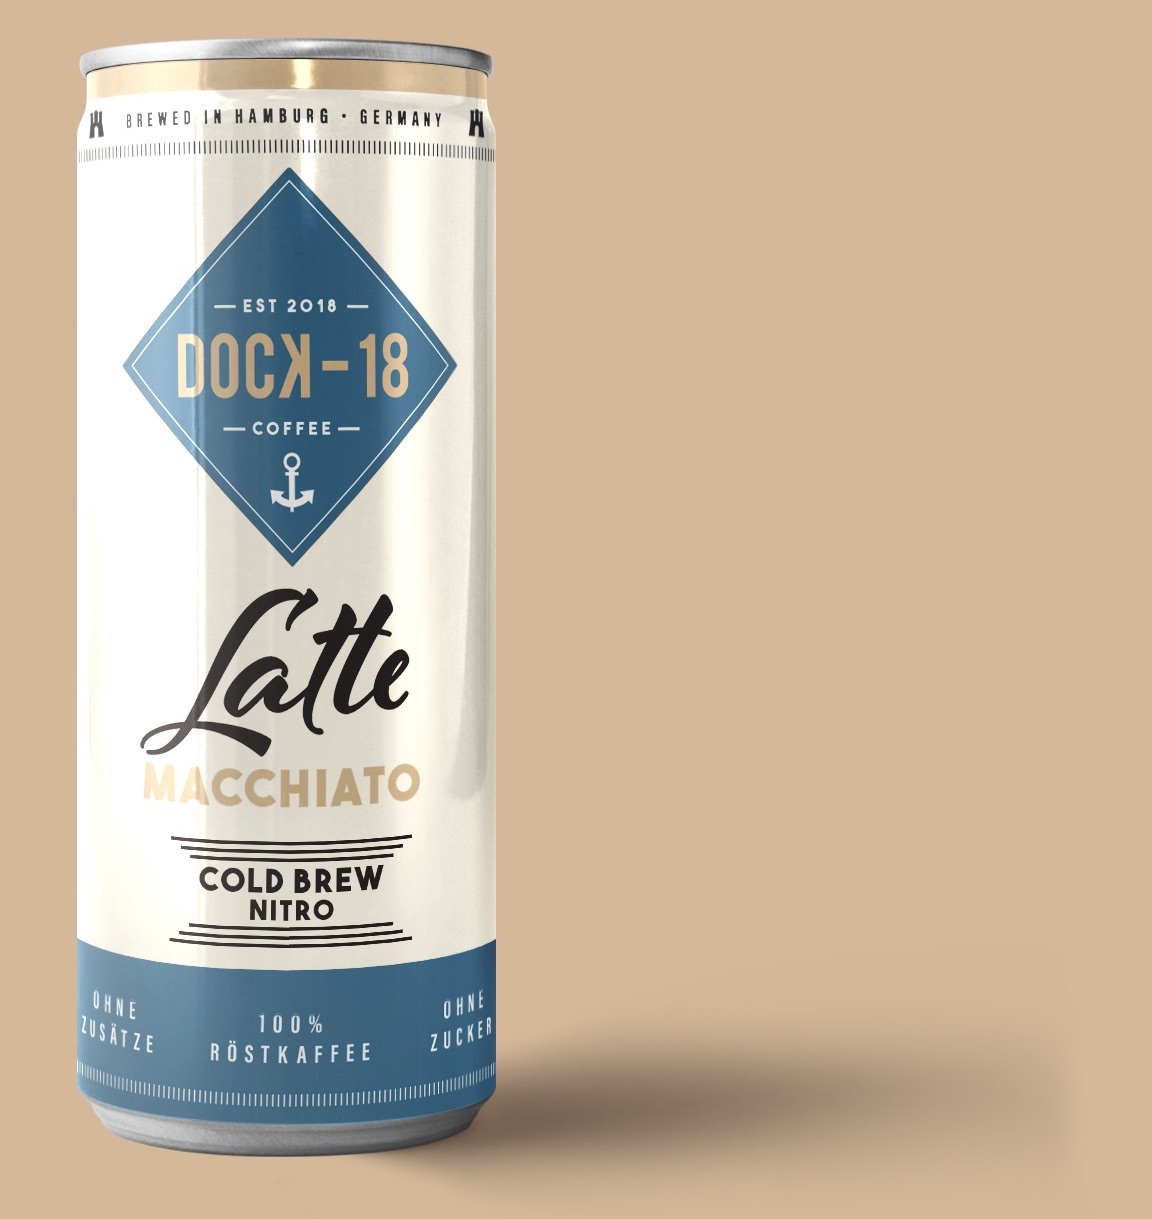 BREWED IN HAMBURG · GERMANY
EST 2018
DOCK-18
COFFEE
Latte
MACCHIATO
COLD BREW
NITRO
OHNE
ZUSÄTZE
100%
RÖSTKAFFEE
OHNE
ZUCKER